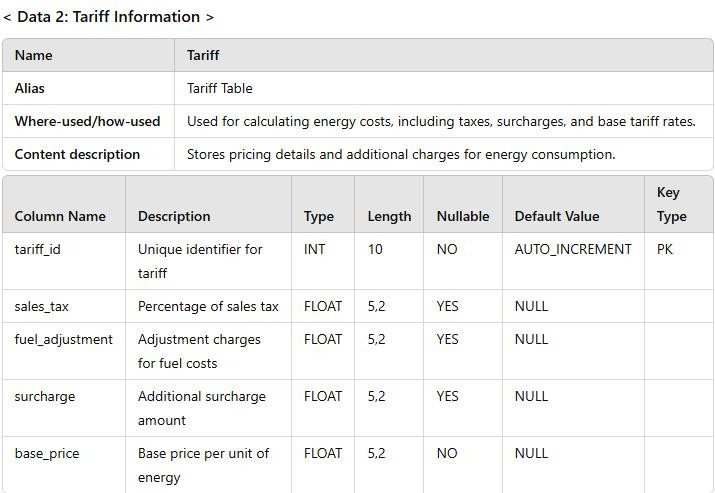 < Data 2: Tariff Information >
Name Tariff
Alias Tariff Table
Where-used/how-used Used for calculating energy costs, including taxes, surcharges, and base tariff rates.
Content description Stores pricing details and additional charges for energy consumption.
Column Name Description Type Length Nullable Default Value Key Type
tariff_id Unique identifier for tariff INT 10 NO AUTO_INCREMENT PK
sales_tax Percentage of sales tax FLOAT 5,2 YES NULL
fuel_adjustment Adjustment charges for fuel costs FLOAT 5,2 YES NULL
surcharge Additional surcharge amount FLOAT 5,2 YES NULL
base_price Base price per unit of energy FLOAT 5,2 NO NULL